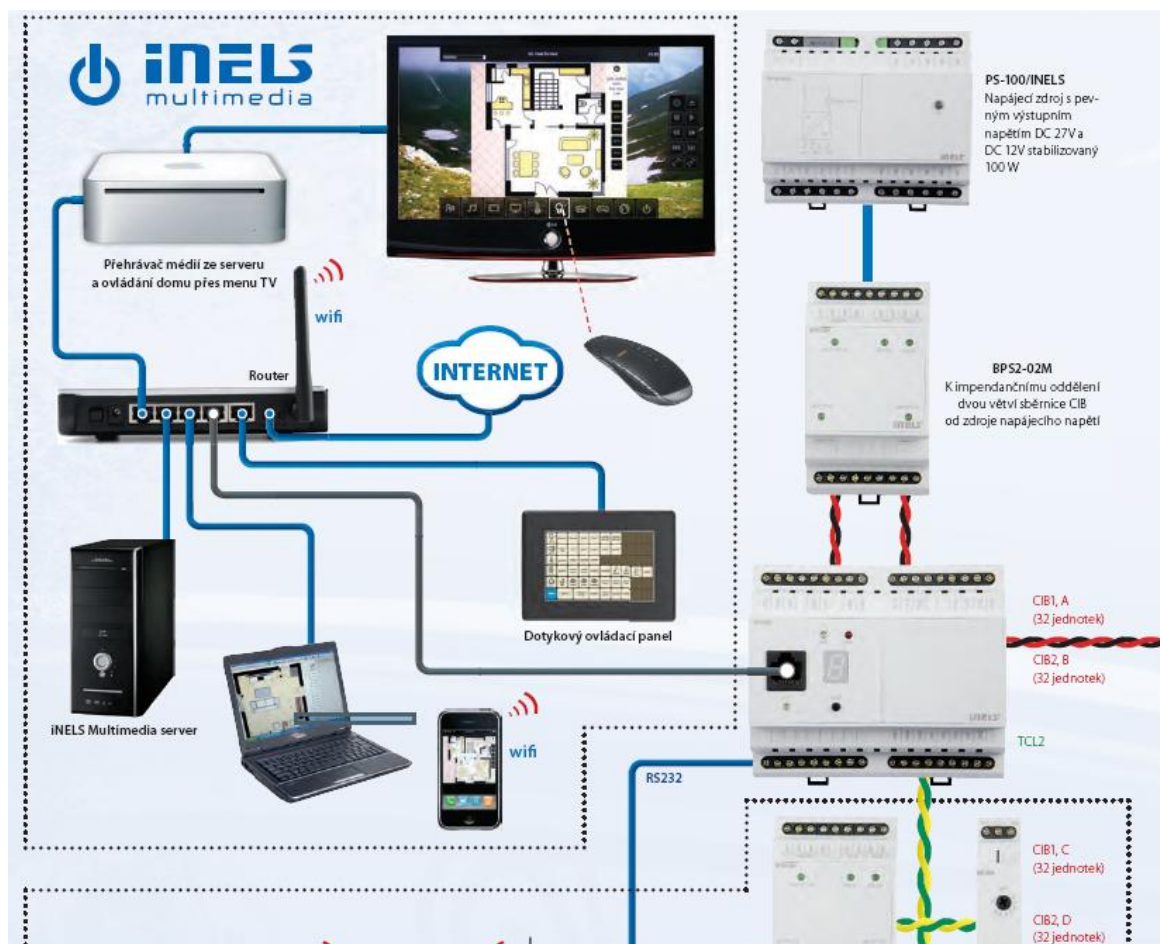 iNELS
multimedia
Přehrávač médií ze serveru
a ovládání domu přes menu TV
wifi
Router
INTERNET
Dotykový ovládací panel
iNELS Multimedia server
wifi
PS-100/INELS
Napájecí zdroj s pev-
ným výstupním
napětím DC 27V a
DC 12V stabilizovaný
100 W
BPS2-02M
K impendančnímu oddělení
dvou větví sběrnice CIB
od zdroje napájecího napětí
CIB1, A
(32 jednotek)
CIB2, B
(32 jednotek)
TCL2
RS232
CIB1, C
(32 jednotek)
CIB2, D
(32 jednotek)